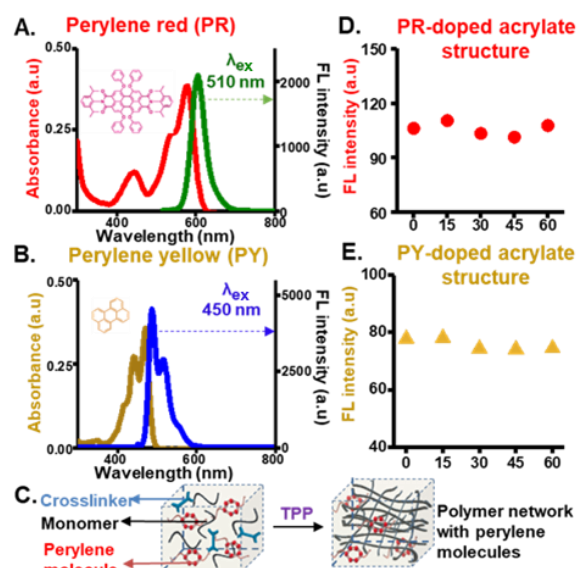 A.
Perylene red (PR)
Absorbance (a.u)
0.50
0.25
0.00
400
600
800
Wavelength (nm)
λex
510 nm
2000
1000
0
FL intensity (a.u)
B.
Perylene yellow (PY)
Absorbance (a.u)
0.50
0.25
0.00
400
600
800
Wavelength (nm)
λex
450 nm
5000
2500
0
FL intensity (a.u)
C.
Crosslinker
Monomer
Perylene
TPP
Polymer network
with perylene
molecules
D.
PR-doped acrylate
structure
FL intensity (a.u)
160
110
60
0 15 30 45 60
E.
PY-doped acrylate
structure
FL intensity (a.u)
100
80
60
40
0 15 30 45 60